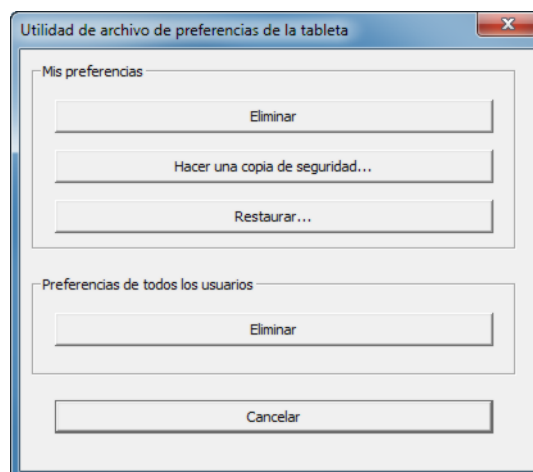 Utilidad de archivo de preferencias de la tableta
Mis preferencias
Eliminar
Hacer una copia de seguridad...
Restaurar...
Preferencias de todos los usuarios
Eliminar
Cancelar